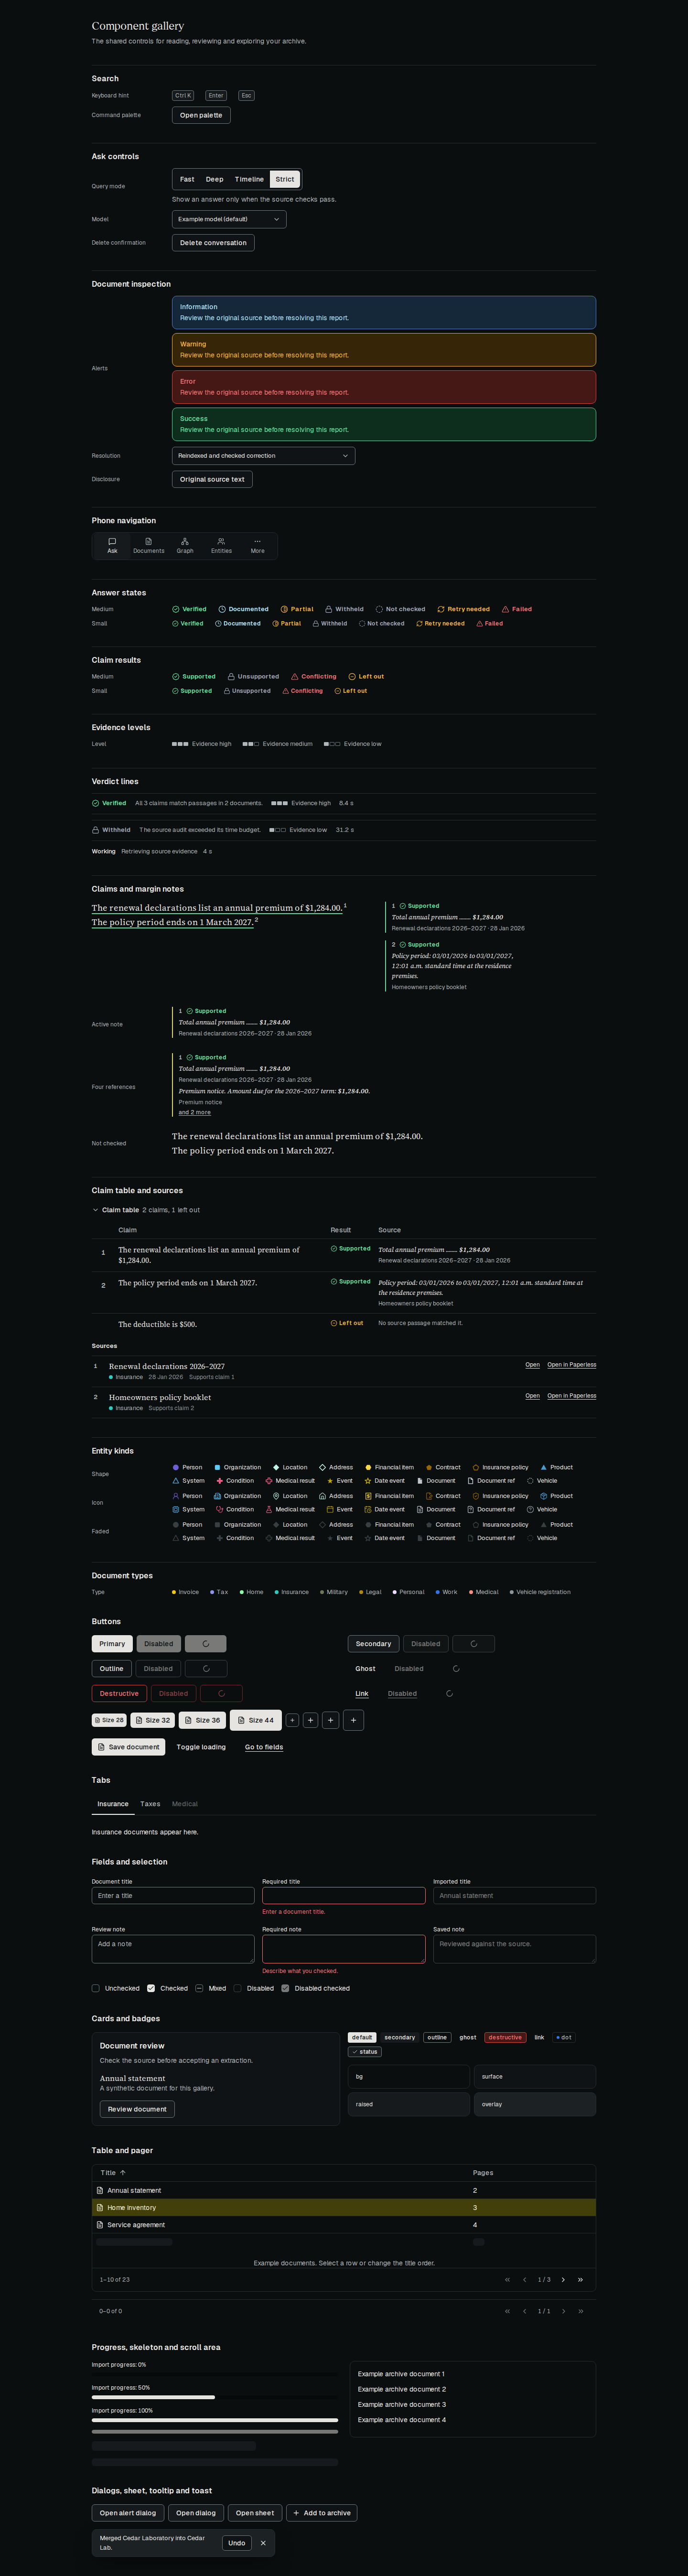 Component gallery
The shared controls for reading, reviewing and exploring your archive.
Search
Keyboard hint Ctrl K Enter Esc
Command palette Open palette
Ask controls
Query mode Fast Deep Timeline Strict
Show an answer only when the source checks pass.
Model Example model (default)
Delete confirmation Delete conversation
Document inspection
Alerts
Information
Review the original source before resolving this report.
Warning
Review the original source before resolving this report.
Error
Review the original source before resolving this report.
Success
Review the original source before resolving this report.
Resolution Reindexed and checked correction
Disclosure Original source text
Phone navigation
Ask Documents Graph Entities More
Answer states
Medium Verified Documented Partial Withheld Not checked Retry needed Failed
Small Verified Documented Partial Withheld Not checked Retry needed Failed
Claim results
Medium Supported Unsupported Conflicting Left out
Small Supported Unsupported Conflicting Left out
Evidence levels
Level Evidence high Evidence medium Evidence low
Verdict lines
Verified All 3 claims match passages in 2 documents. Evidence high 8.4 s
Withheld The source audit exceeded its time budget. Evidence low 31.2 s
Working Retrieving source evidence 4 s
Claims and margin notes
The renewal declarations list an annual premium of $1,284.00. 1
The policy period ends on 1 March 2027. 2
1 Supported
Total annual premium ...... $1,284.00
Renewal declarations 2026–2027 · 28 Jan 2026
2 Supported
Policy period: 03/01/2026 to 03/01/2027,
12:01 a.m. standard time at the residence
premises.
Homeowners policy booklet
Active note
1 Supported
Total annual premium ...... $1,284.00
Renewal declarations 2026–2027 · 28 Jan 2026
Four references
1 Supported
Total annual premium ...... $1,284.00
Renewal declarations 2026–2027 · 28 Jan 2026
Premium notice. Amount due for the 2026–2027 term: $1,284.00.
Premium notice
and 2 more
Not checked
The renewal declarations list an annual premium of $1,284.00.
The policy period ends on 1 March 2027.
Claim table and sources
Claim table 2 claims, 1 left out
Claim Result Source
1 The renewal declarations list an annual premium of
$1,284.00.
Supported Total annual premium ...... $1,284.00
Renewal declarations 2026–2027 · 28 Jan 2026
2 The policy period ends on 1 March 2027. Supported Policy period: 03/01/2026 to 03/01/2027, 12:01 a.m. standard time at
the residence premises.
Homeowners policy booklet
The deductible is $500. Left out No source passage matched it.
Sources
1 Renewal declarations 2026–2027 Open Open in Paperless
Insurance 28 Jan 2026 Supports claim 1
2 Homeowners policy booklet Open Open in Paperless
Insurance Supports claim 2
Entity kinds
Shape
Person Organization Location Address Financial item Contract Insurance policy Product
System Condition Medical result Event Date event Document Document ref Vehicle
Icon
Person Organization Location Address Financial item Contract Insurance policy Product
System Condition Medical result Event Date event Document Document ref Vehicle
Faded
Person Organization Location Address Financial item Contract Insurance policy Product
System Condition Medical result Event Date event Document Document ref Vehicle
Document types
Type Invoice Tax Home Insurance Military Legal Personal Work Medical Vehicle registration
Buttons
Primary Disabled Secondary Disabled
Outline Disabled Ghost Disabled
Destructive Disabled Link Disabled
Size 28 Size 32 Size 36 Size 44
Save document Toggle loading Go to fields
Tabs
Insurance Taxes Medical
Insurance documents appear here.
Fields and selection
Document title Required title Imported title
Enter a title Annual statement
Enter a document title.
Review note Required note Saved note
Add a note Reviewed against the source.
Describe what you checked.
Unchecked Checked Mixed Disabled Disabled checked
Cards and badges
Document review
Check the source before accepting an extraction.
Annual statement
A synthetic document for this gallery.
Review document
default secondary outline ghost destructive link dot
status
bg surface
raised overlay
Table and pager
Title Pages
Annual statement 2
Home inventory 3
Service agreement 4
Example documents. Select a row or change the title order.
1–10 of 23 1 / 3
0–0 of 0 1 / 1
Progress, skeleton and scroll area
Import progress: 0%
Import progress: 50%
Import progress: 100%
Example archive document 1
Example archive document 2
Example archive document 3
Example archive document 4
Dialogs, sheet, tooltip and toast
Open alert dialog Open dialog Open sheet Add to archive
Merged Cedar Laboratory into Cedar
Lab.
Undo